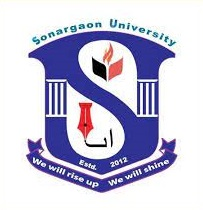 Sonargaon University
S U
Estd. 2012
We will rise up We will shine